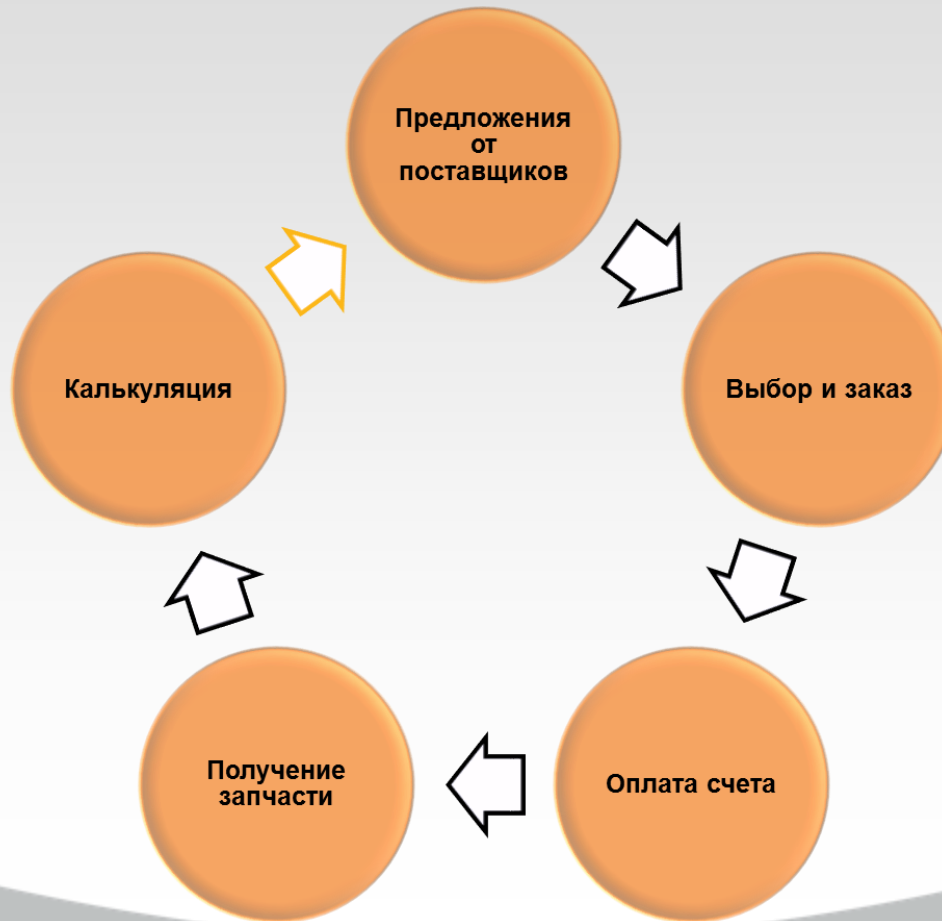 Предложения
от
поставщиков
Выбор и заказ
Оплата счета
Получение
запчасти
Калькуляция